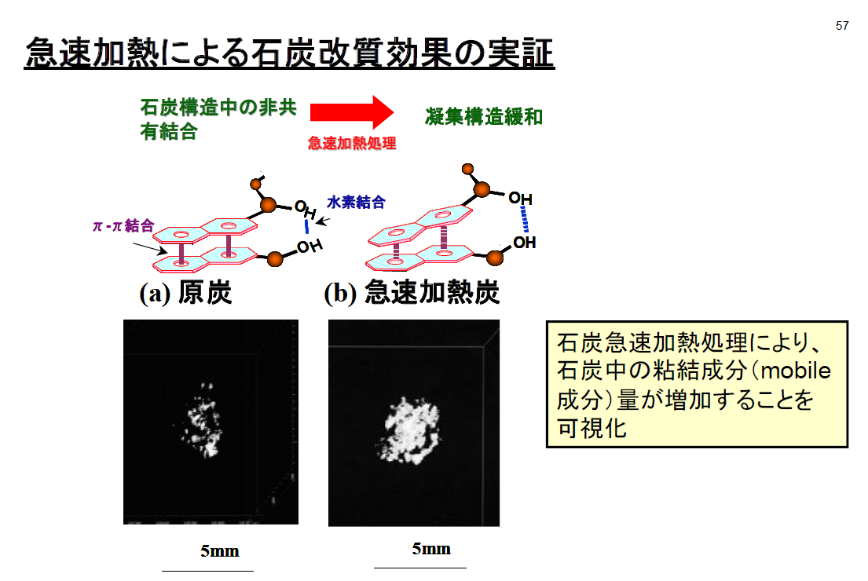 57
急速加熱による石炭改質効果の実証
石炭構造中の非共
有結合
急速加熱処理
凝集構造緩和
π-π結合
OH
水素結合
OH
OH
OH
(a) 原炭
(b) 急速加熱炭
石炭急速加熱処理により、
石炭中の粘結成分（mobile
成分）量が増加することを
可視化
5mm
5mm